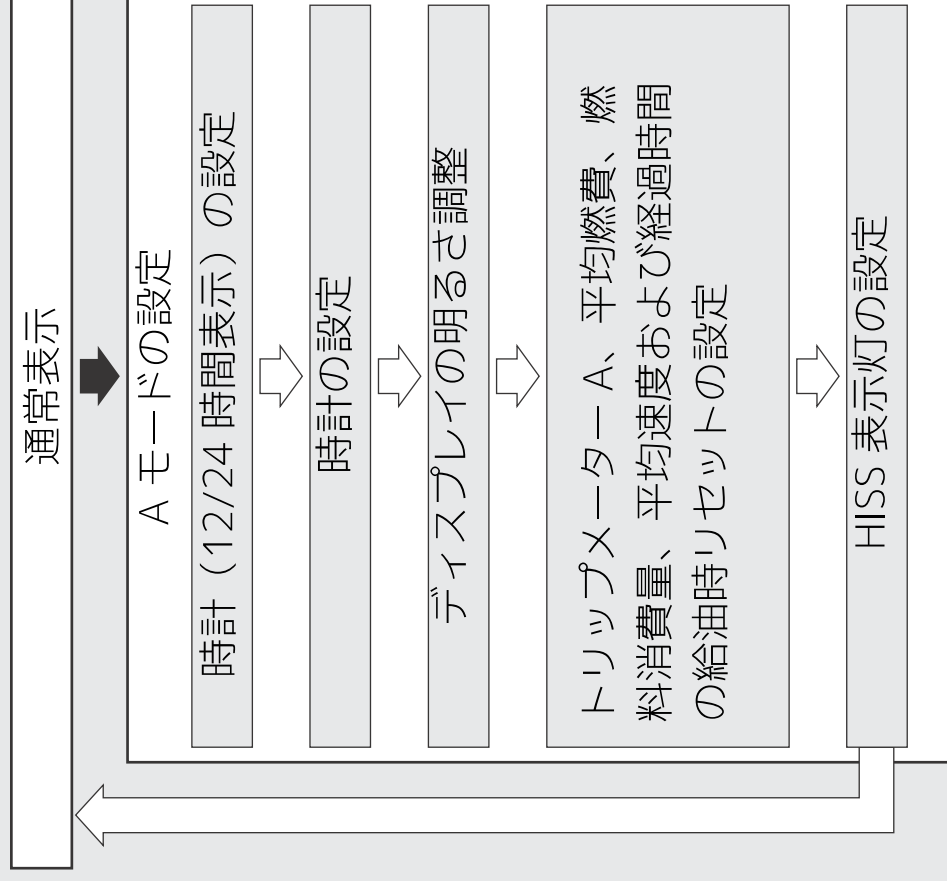 通常表示
A モードの設定
時計（12/24 時間表示）の設定
時計の設定
ディスプレイの明るさ調整
トリップメーター A、平均燃費、燃
料消費量、平均速度および経過時間
の給油時リセットの設定
HISS 表示灯の設定